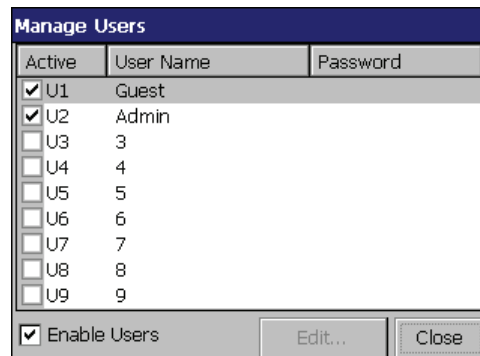 Manage Users
Active User Name Password
U1 Guest
U2 Admin
U3 3
U4 4
U5 5
U6 6
U7 7
U8 8
U9 9
Enable Users Edit... Close